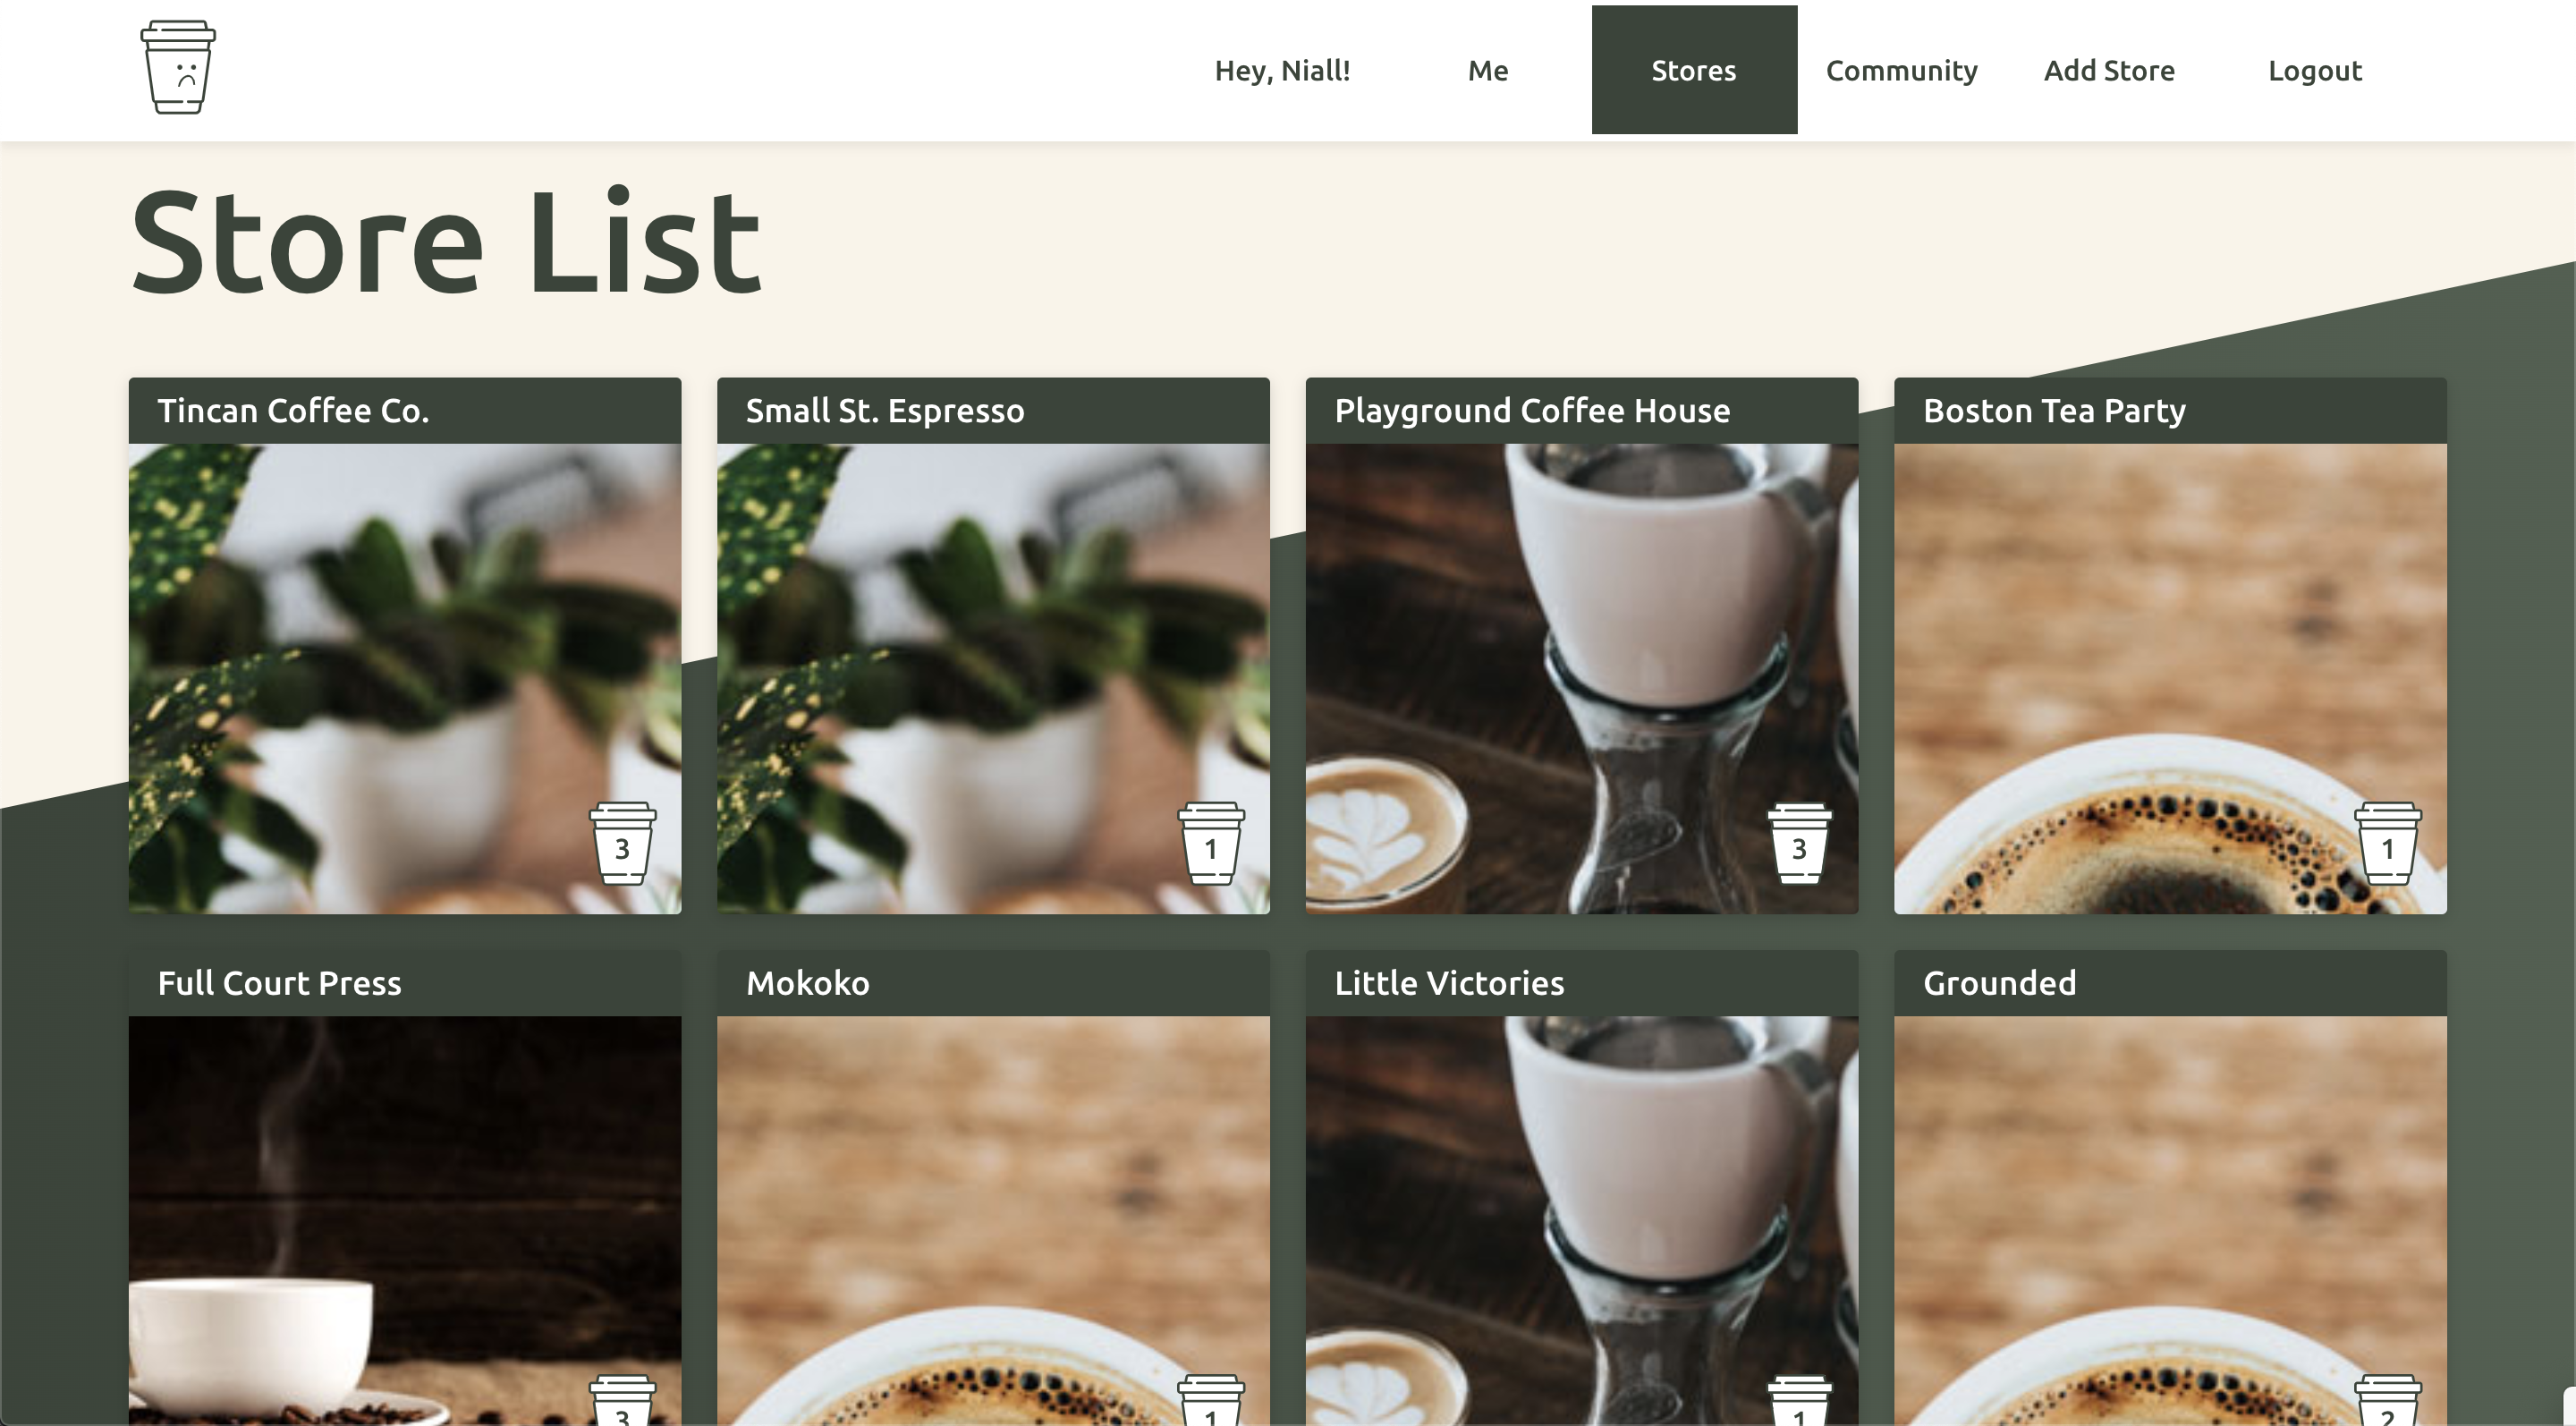 Hey, Niall!
Me
Stores
Community
Add Store
Logout
Store List
Tincan Coffee Co.
Small St. Espresso
Playground Coffee House
Boston Tea Party
3
1
3
1
Full Court Press
Mokoko
Little Victories
Grounded
3
1
1
2